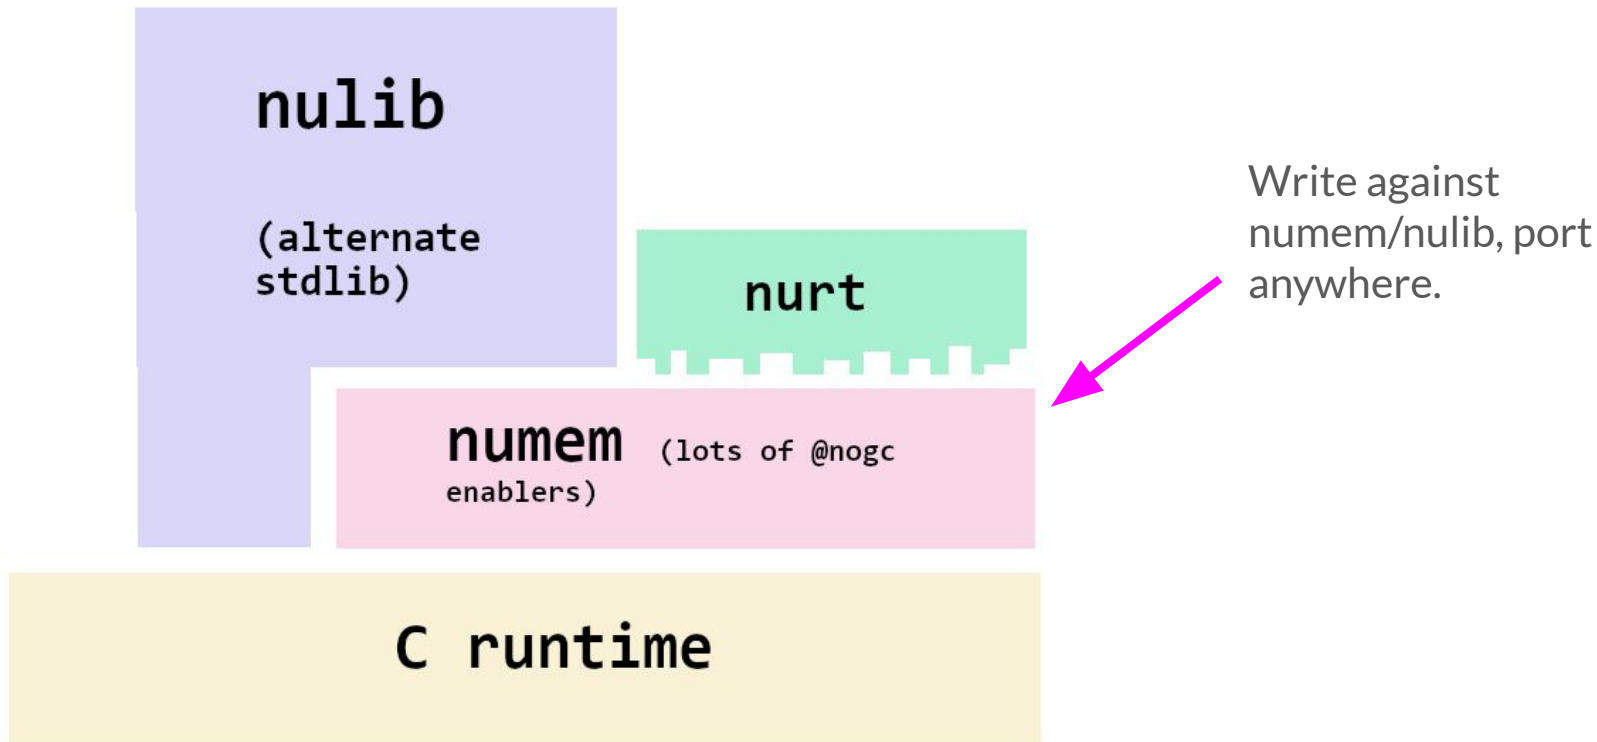 nulib
(alternate
stdlib)
nurt
Write against
numem/nulib, port
anywhere.
numem (lots of @nogc
enablers)
C runtime